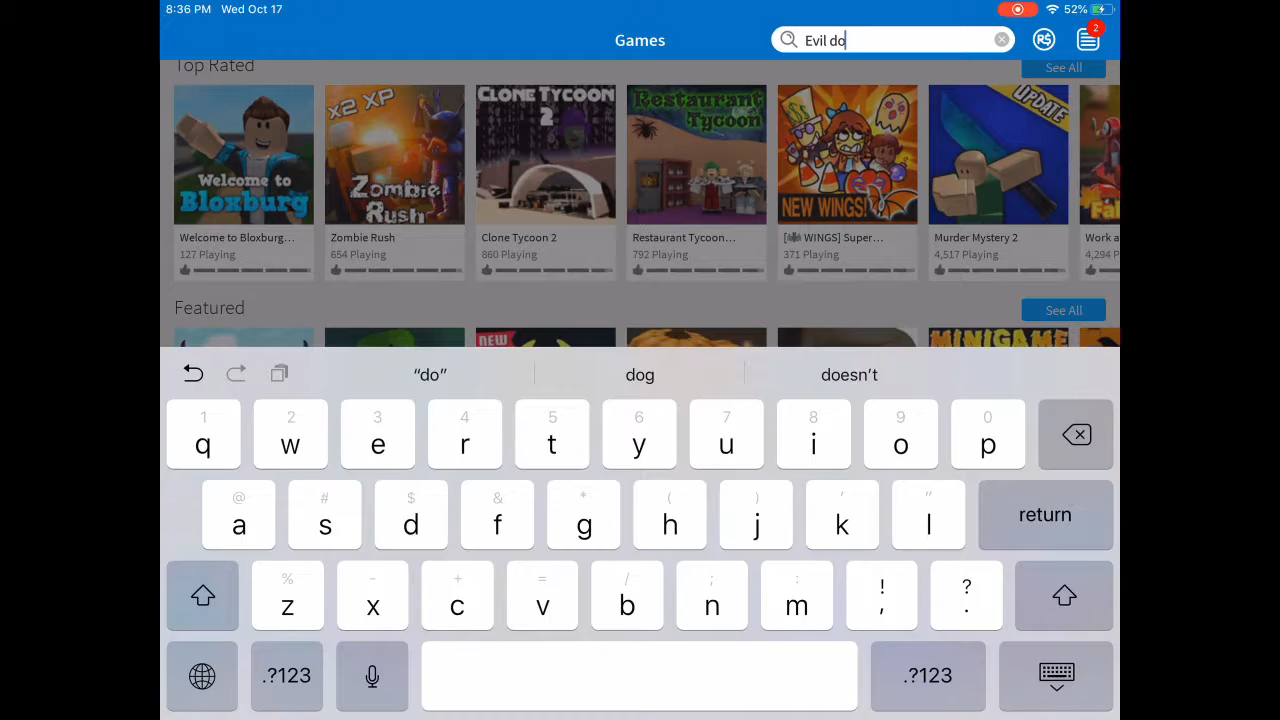 8:36 PM Wed Oct 17 52%
Games Evil do R$ 2
Top Rated See All
Welcome to Bloxburg
x2 XP Zombie Rush
CLONE TYCOON 2
Restaurant Tycoon
NEW WINGS!
UPDATE
Fa
Welcome to Bloxburg... Zombie Rush Clone Tycoon 2 Restaurant Tycoon... [WINGS] Super... Murder Mystery 2 Work a
127 Playing 654 Playing 860 Playing 792 Playing 371 Playing 4,517 Playing 4,294 P
Featured See All
NEW MINIGAME
“do” dog doesn't
1 2 3 4 5 6 7 8 9 0
q w e r t y u i o p
@ # $ & * ( ) ' "
a s d f g h j k l return
% - + = / ; : ! ?
z x c v b n m , .
.?123 .?123